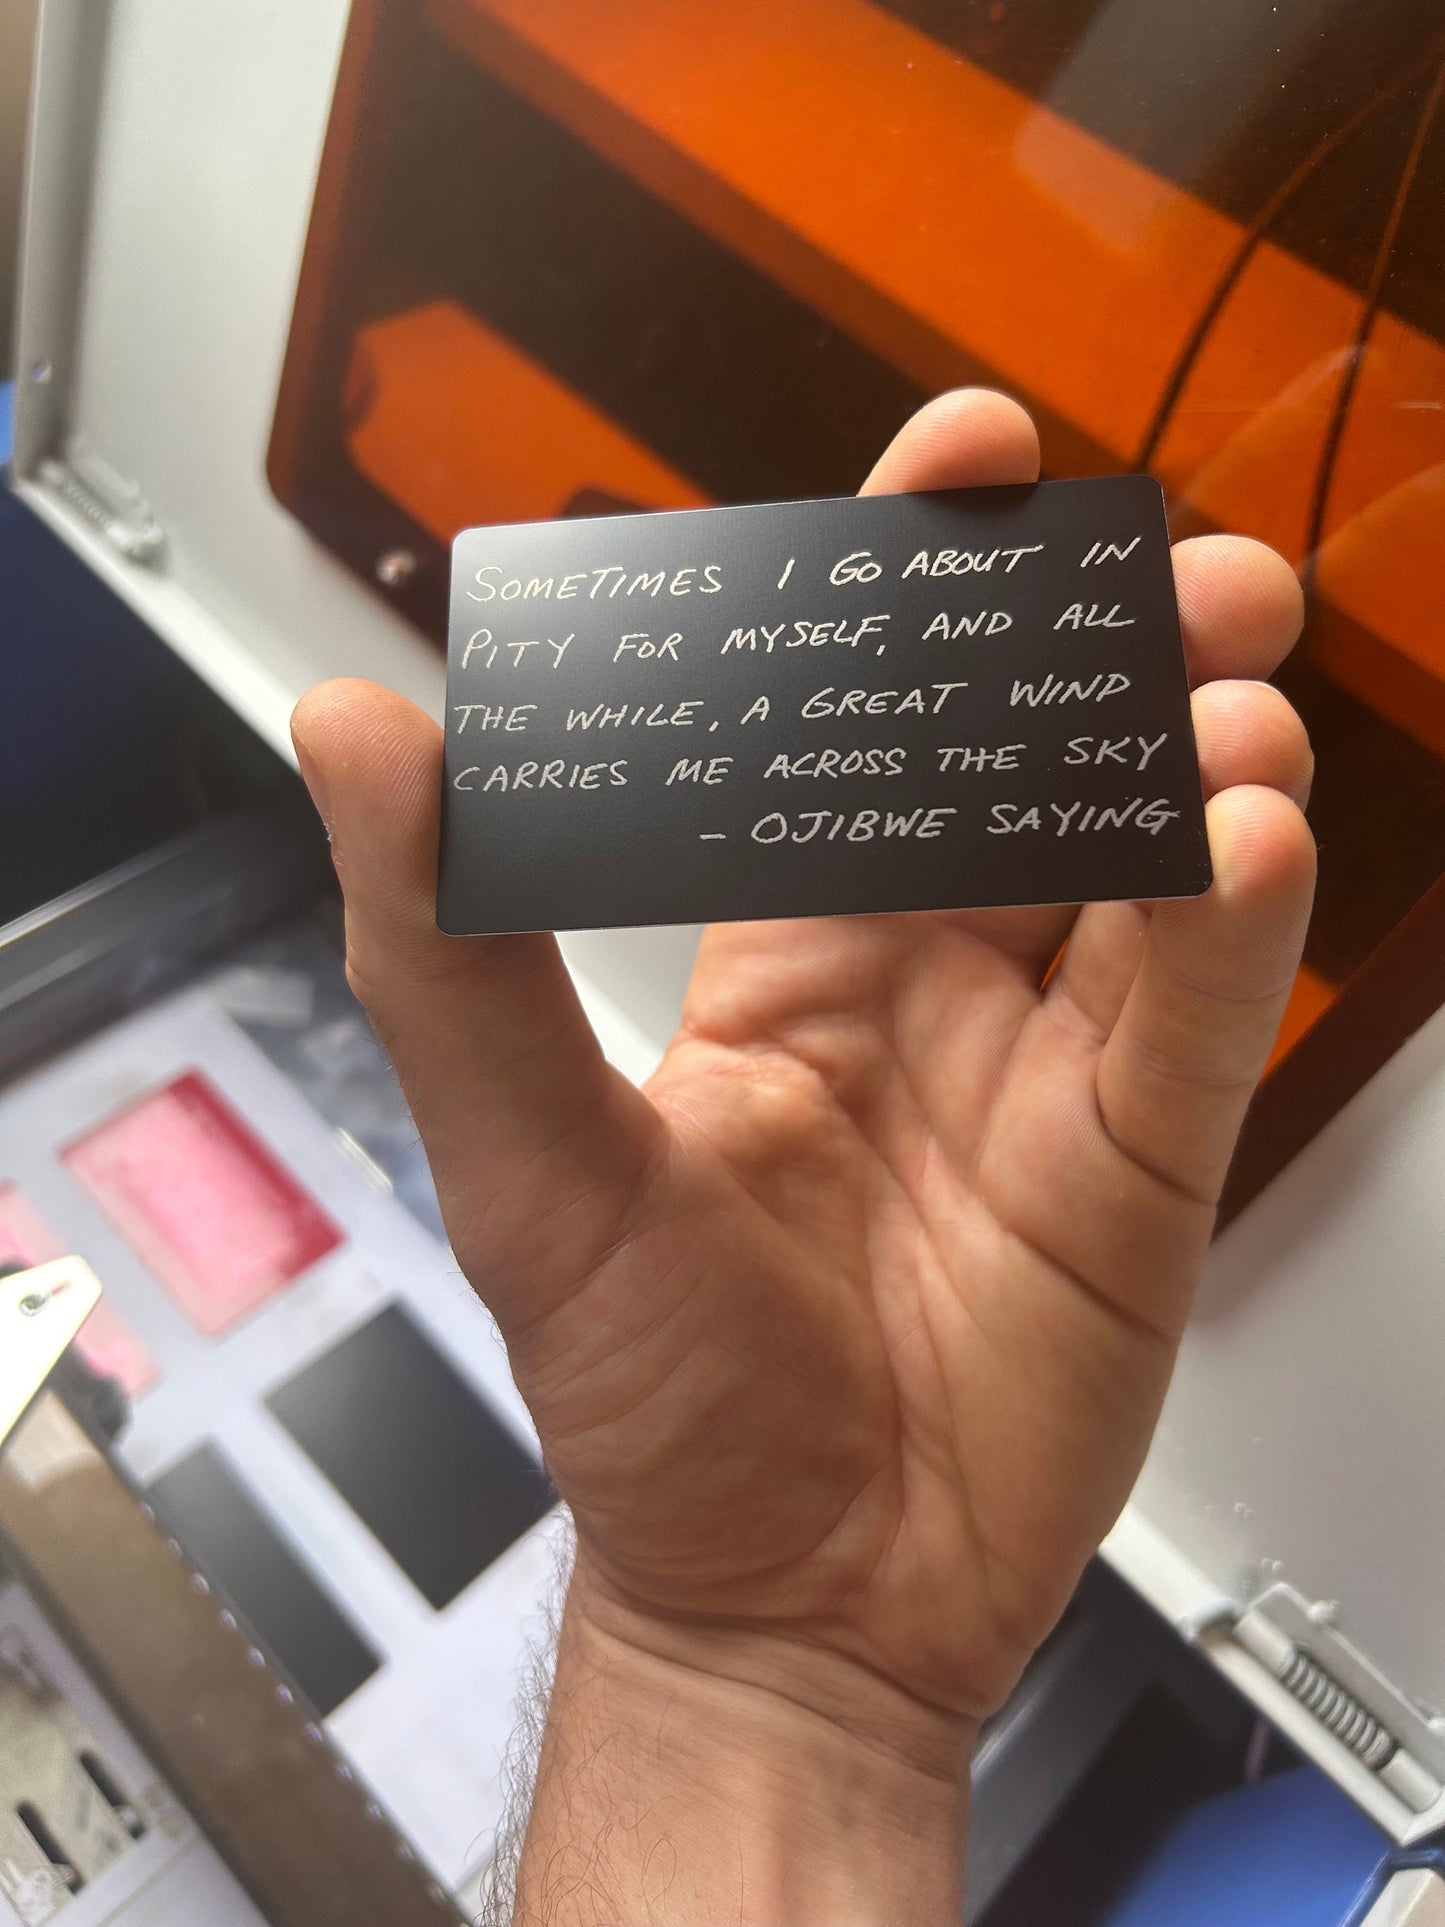 SOMETIMES I GO ABOUT IN
PITY FOR MYSELF, AND ALL
THE WHILE, A GREAT WIND
CARRIES ME ACROSS THE SKY
- OJIBWE SAYING